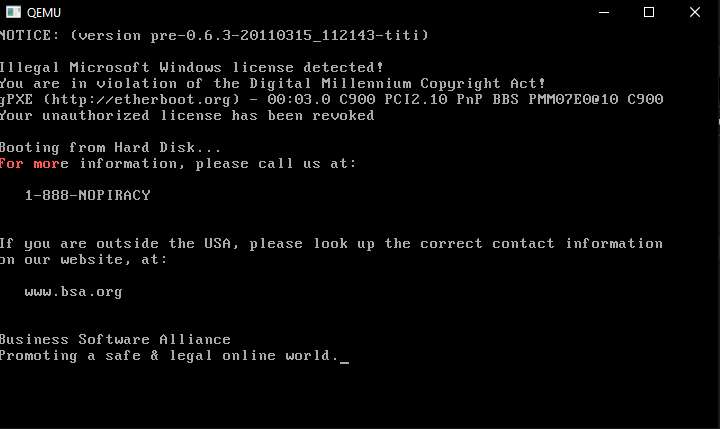 QEMU
NOTICE: (version pre-0.6.3-20110315_112143-titi)
Illegal Microsoft Windows license detected!
You are in violation of the Digital Millennium Copyright Act!
gPXE (http://etherboot.org) - 00:03.0 C900 PCI2.10 PnP BBS PMM07E0@10 C900
Your unauthorized license has been revoked
Booting from Hard Disk...
For more information, please call us at:
1-888-NOPIRACY
If you are outside the USA, please look up the correct contact information
on our website, at:
www.bsa.org
Business Software Alliance
Promoting a safe & legal online world._